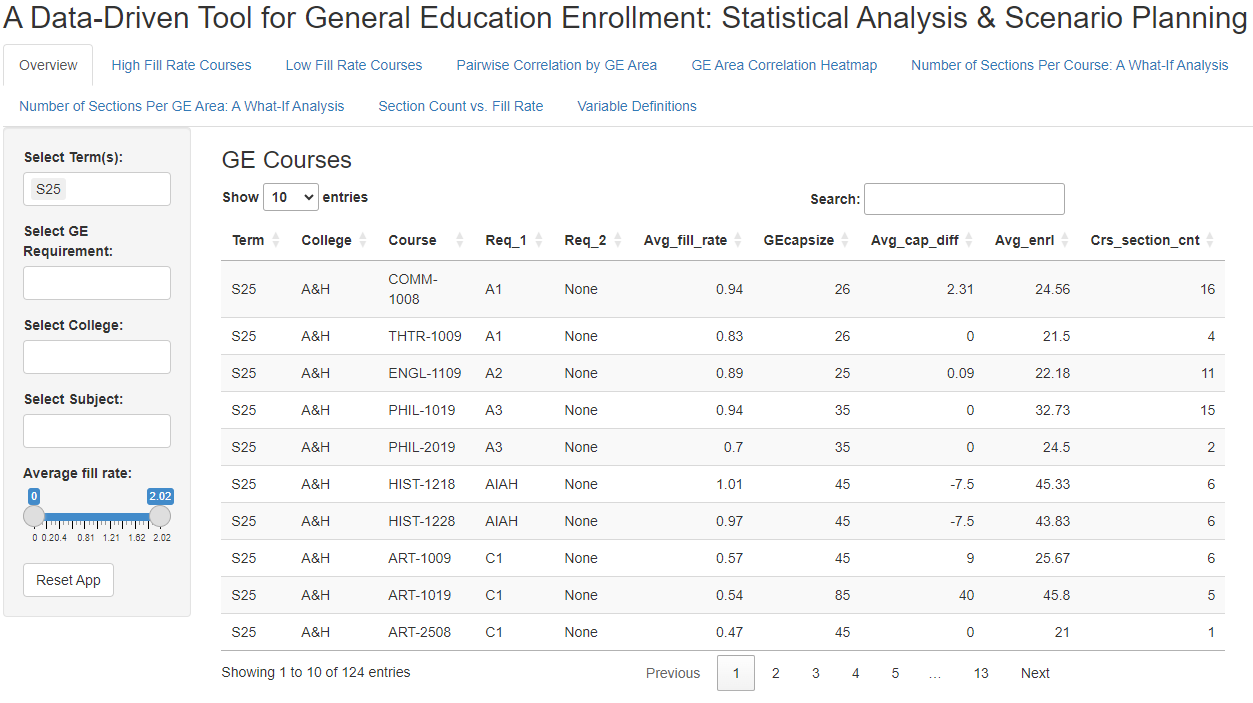 A Data-Driven Tool for General Education Enrollment: Statistical Analysis & Scenario Planning
Overview High Fill Rate Courses Low Fill Rate Courses Pairwise Correlation by GE Area GE Area Correlation Heatmap Number of Sections Per Course: A What-If Analysis
Number of Sections Per GE Area: A What-If Analysis Section Count vs. Fill Rate Variable Definitions
Select Term(s):
S25
Select GE
Requirement:
Select College:
Select Subject:
Average fill rate:
0 2.02
0 0.20.4 0.81 1.21 1.62 2.02
Reset App
GE Courses
Show 10 entries Search:
Term College Course Req_1 Req_2 Avg_fill_rate GEcapsize Avg_cap_diff Avg_enrl Crs_section_cnt
S25 A&H COMM-1008 A1 None 0.94 26 2.31 24.56 16
S25 A&H THTR-1009 A1 None 0.83 26 0 21.5 4
S25 A&H ENGL-1109 A2 None 0.89 25 0.09 22.18 11
S25 A&H PHIL-1019 A3 None 0.94 35 0 32.73 15
S25 A&H PHIL-2019 A3 None 0.7 35 0 24.5 2
S25 A&H HIST-1218 AIAH None 1.01 45 -7.5 45.33 6
S25 A&H HIST-1228 AIAH None 0.97 45 -7.5 43.83 6
S25 A&H ART-1009 C1 None 0.57 45 9 25.67 6
S25 A&H ART-1019 C1 None 0.54 85 40 45.8 5
S25 A&H ART-2508 C1 None 0.47 45 0 21 1
Showing 1 to 10 of 124 entries Previous 1 2 3 4 5 … 13 Next